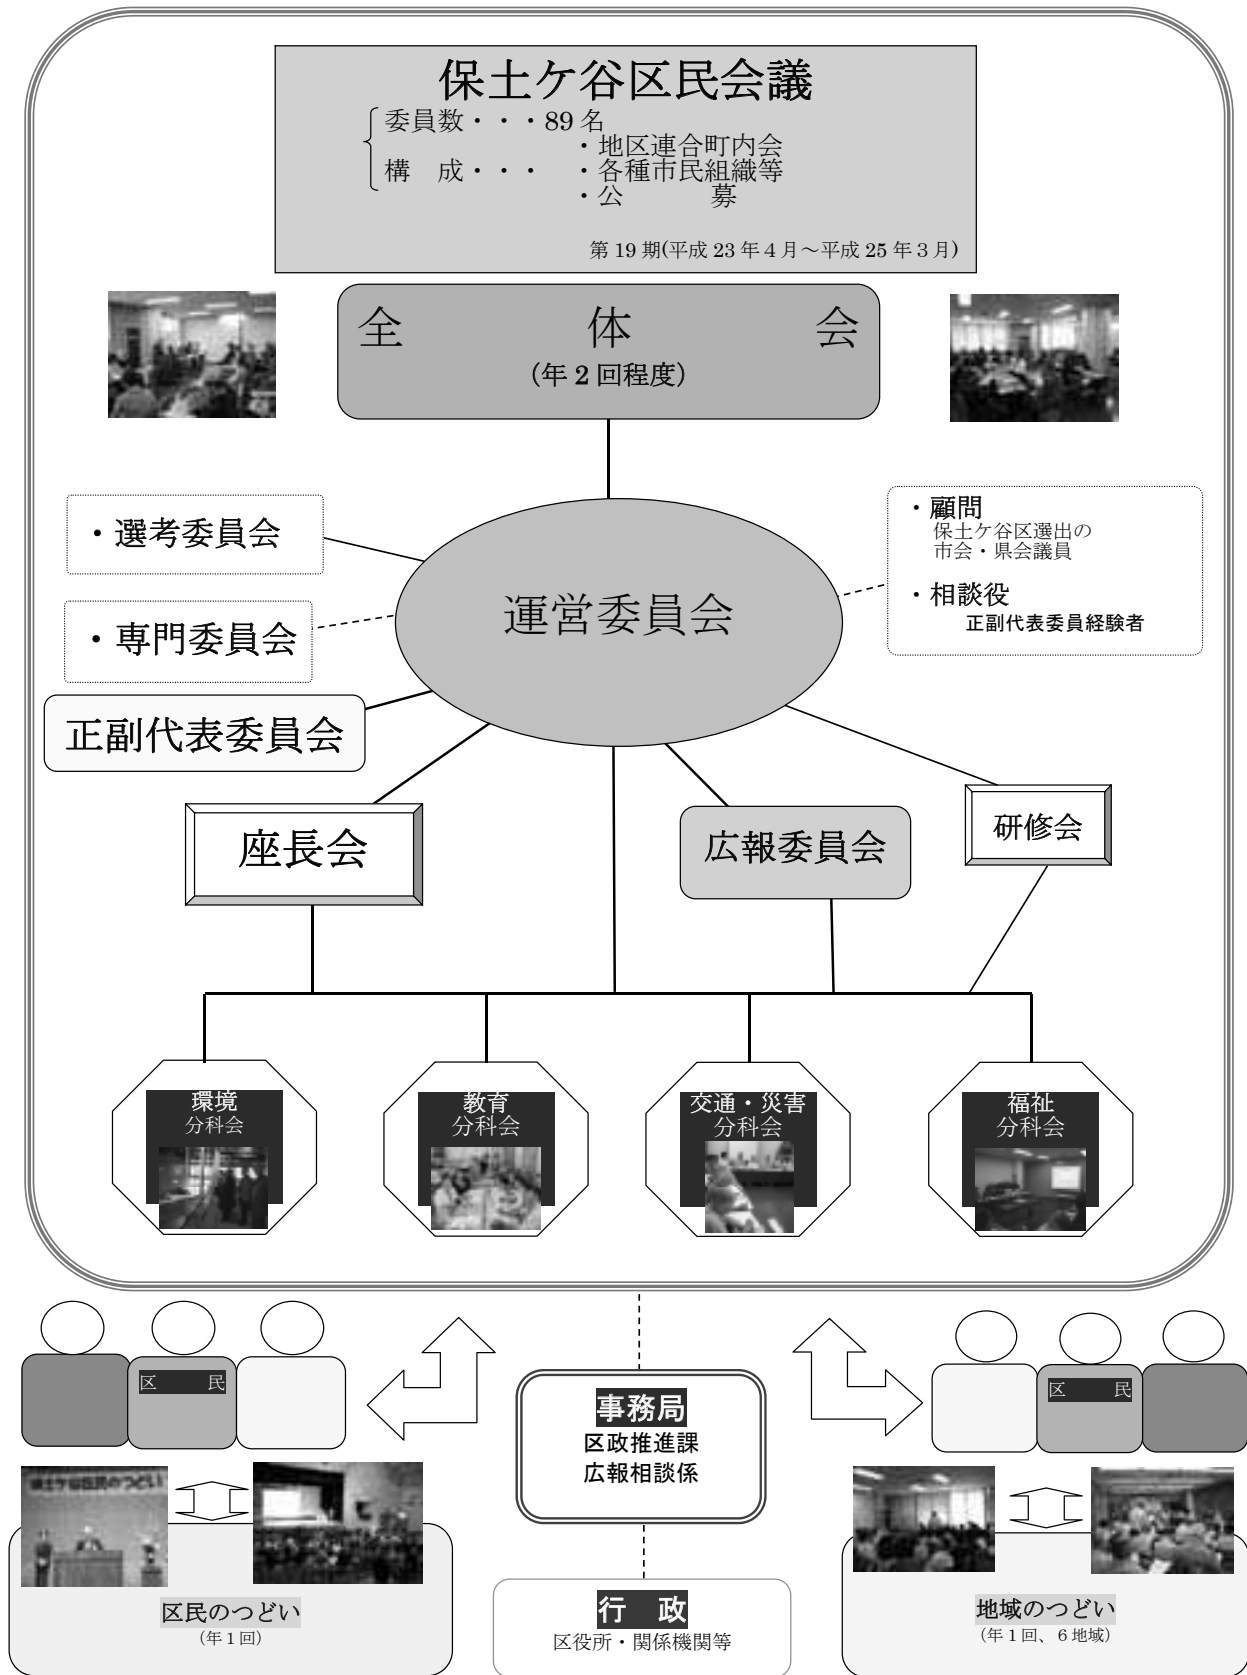 保土ケ谷区民会議
委員数・・・89名
・地区連合町内会
構　成・・・　・各種市民組織等
・公　　　募
第19期(平成23年４月～平成25年３月)
全　体　会
（年２回程度）
・選考委員会
・専門委員会
正副代表委員会
運営委員会
・顧問
保土ケ谷区選出の
市会・県会議員
・相談役
正副代表委員経験者
座長会
広報委員会
研修会
環境
分科会
教育
分科会
交通・災害
分科会
福祉
分科会
区　民
区　民
事務局
区政推進課
広報相談係
保土ケ谷区民のつどい
区民のつどい
（年１回）
行　政
区役所・関係機関等
地域のつどい
（年１回、６地域）